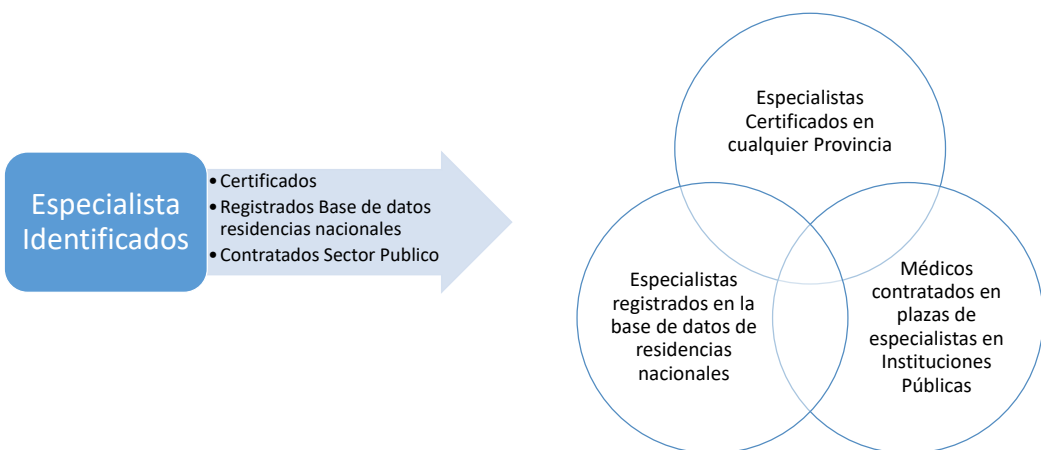 Especialista
Identificados
• Certificados
• Registrados Base de datos
residencias nacionales
• Contratados Sector Publico
Especialistas
Certificados en
cualquier Provincia
Especialistas
registrados en la
base de datos de
residencias
nacionales
Médicos
contratados en
plazas de
especialistas en
Instituciones
Públicas